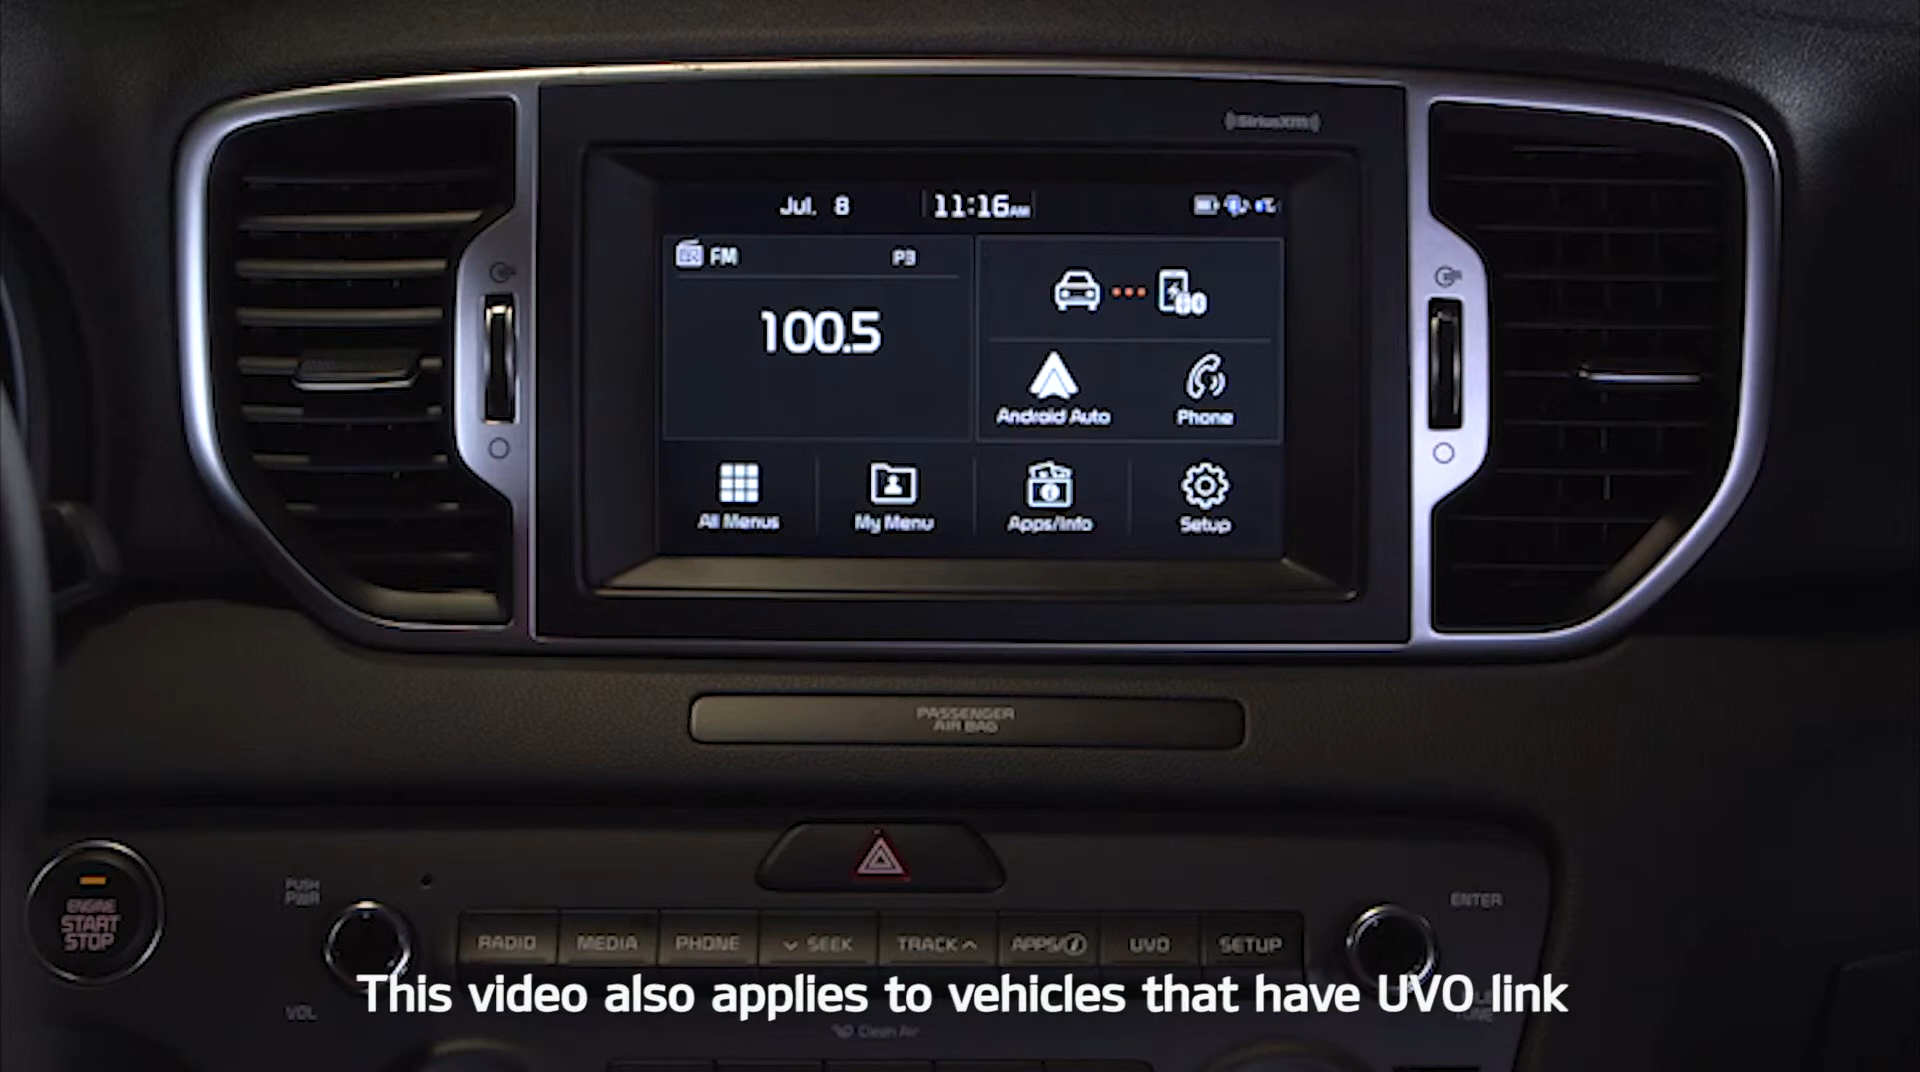 SiriusXM
Jul. 8 11:16AM
FM P3
100.5
Android Auto Phone
All Menus My Menu Apps/Info Setup
PASSENGER
AIR BAG
ENGINE
START
STOP
PUSH
PWR
VOL
RADIO MEDIA PHONE SEEK TRACK APPS/i UVO SETUP
ENTER
TUNE
This video also applies to vehicles that have UVO link
Clean Air